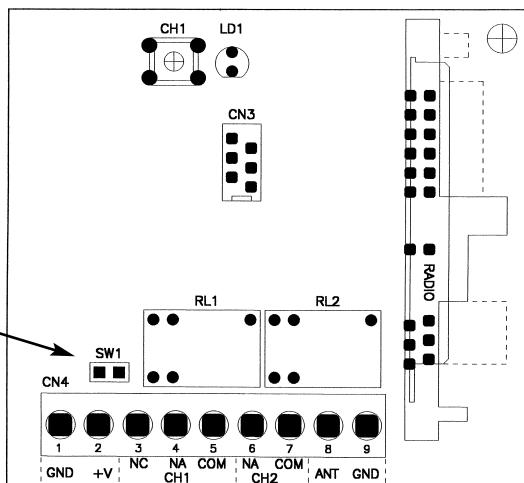 CH1 LD1
CN3
RADIO
RL1 RL2
SW1
CN4
1 2 3 4 5 6 7 8 9
GND +V NC NA COM NA COM ANT GND
CH1 CH2